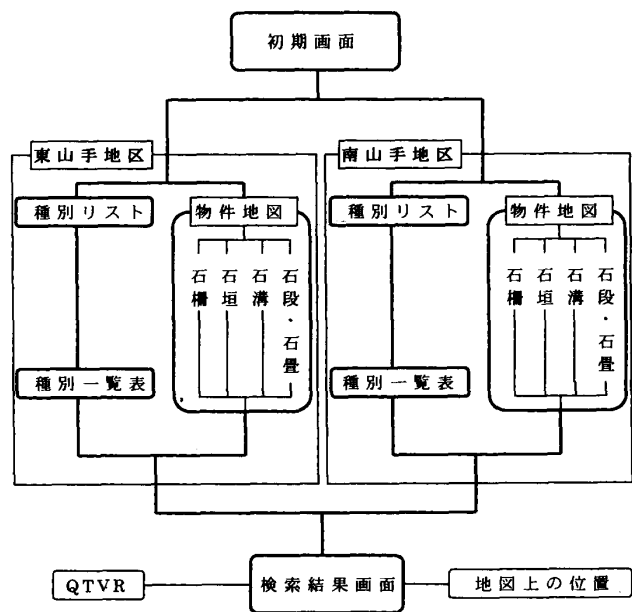 初期画面
東山手地区
南山手地区
種別リスト
物件地図
種別リスト
物件地図
石柵
石垣
石溝
石段・石畳
石柵
石垣
石溝
石段・石畳
種別一覧表
種別一覧表
QTVR
検索結果画面
地図上の位置